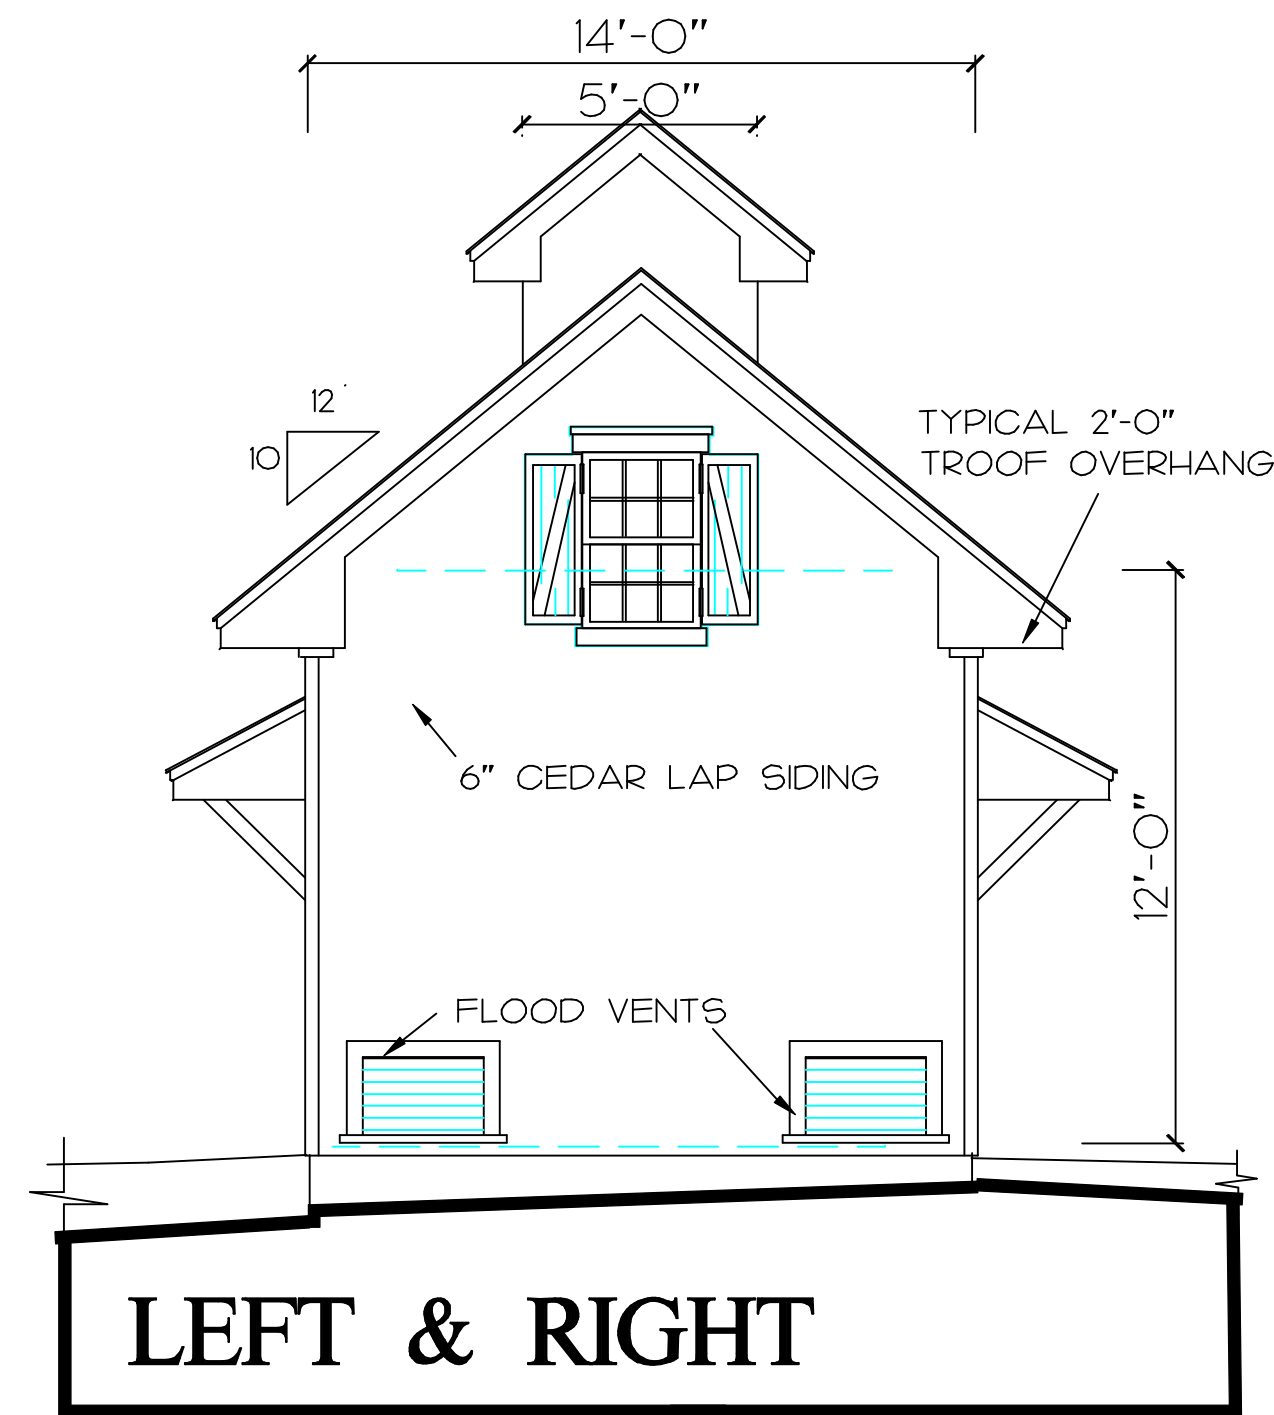 14'-0"
5'-0"
12
10
TYPICAL 2'-0"
TROOF OVERHANG
6" CEDAR LAP SIDING
12'-0"
FLOOD VENTS
LEFT & RIGHT